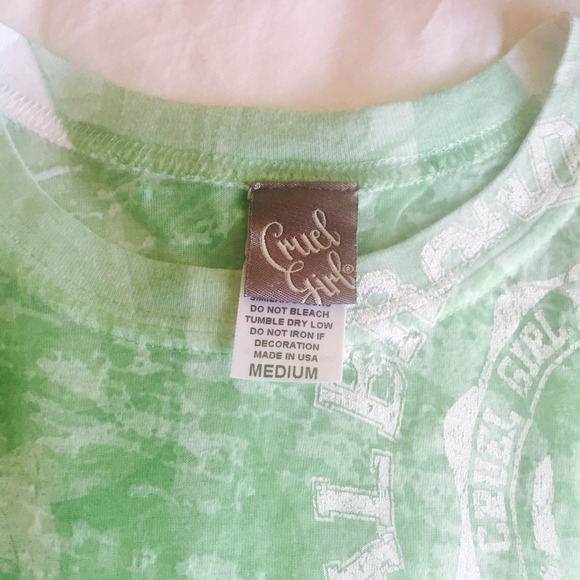 Cruel
Girl®
DO NOT BLEACH
TUMBLE DRY LOW
DO NOT IRON IF
DECORATION
MADE IN USA
MEDIUM
CRUEL GIRL